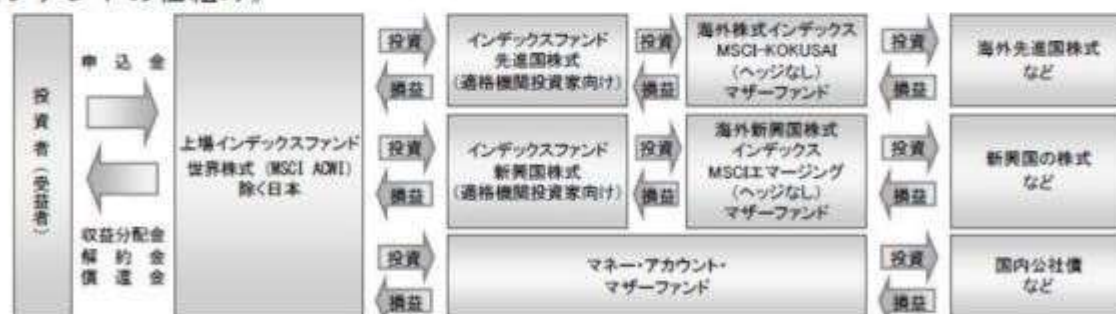 投資者（受益者）
申込金
収益分配金
解約金
償還金
上場インデックスファンド
世界株式（MSCI ACWI）
除く日本
投資
損益
インデックスファンド
先進国株式
（適格機関投資家向け）
投資
損益
海外株式インデックス
MSCI-KOKUSAI
（ヘッジなし）
マザーファンド
投資
損益
海外先進国株式
など
投資
損益
インデックスファンド
新興国株式
（適格機関投資家向け）
投資
損益
海外新興国株式
インデックス
MSCIエマージング
（ヘッジなし）
マザーファンド
投資
損益
新興国の株式
など
投資
損益
マネー・アカウント・
マザーファンド
投資
損益
国内公社債
など